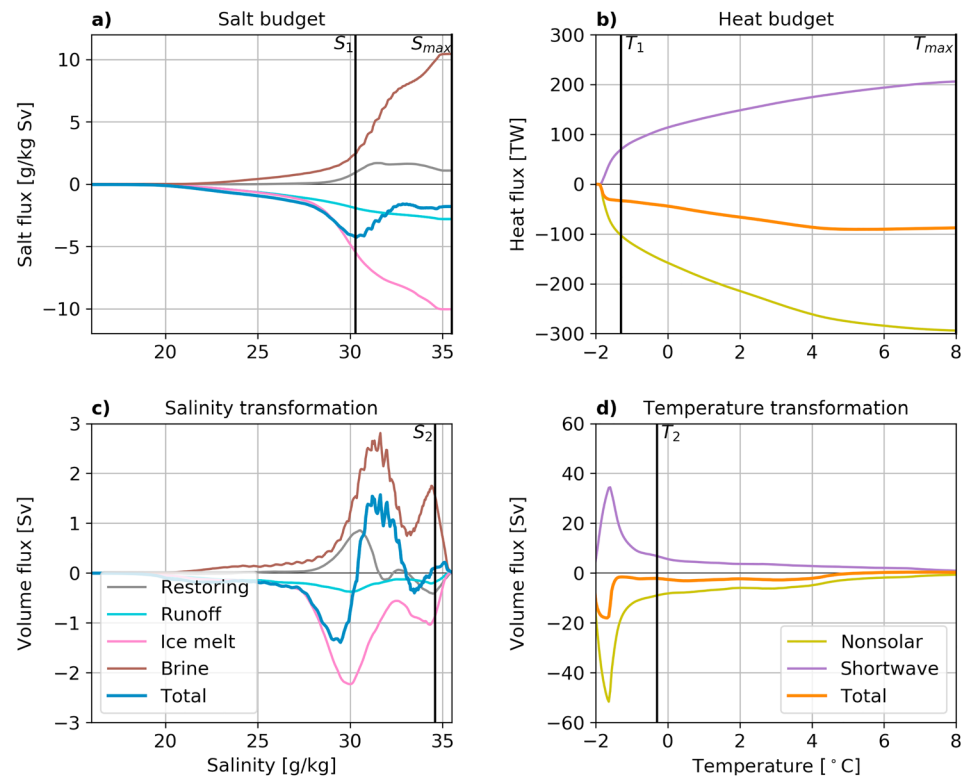 a)
Salt budget
S1
Smax
10
5
0
−5
−10
Salt flux [g/kg Sv]
20
25
30
35
b)
Heat budget
T1
Tmax
300
200
100
0
−100
−200
−300
Heat flux [TW]
−2
0
2
4
6
8
c)
Salinity transformation
S2
3
2
1
0
−1
−2
−3
Volume flux [Sv]
Restoring
Runoff
Ice melt
Brine
Total
20
25
30
35
Salinity [g/kg]
d)
Temperature transformation
T2
60
40
20
0
−20
−40
−60
Volume flux [Sv]
Nonsolar
Shortwave
Total
−2
0
2
4
6
8
Temperature [°C]